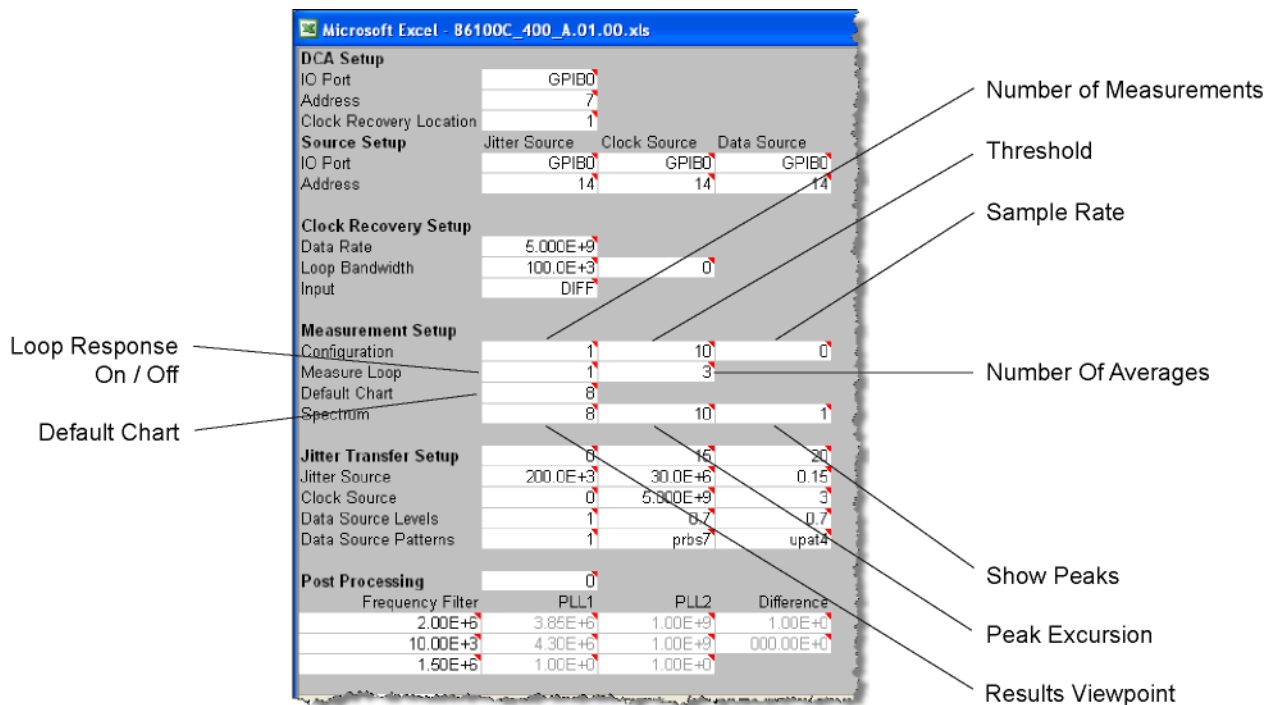 Microsoft Excel - 86100C_400_A.01.00.xls
DCA Setup
IO Port GPIB0
Address 7
Clock Recovery Location 1
Source Setup Jitter Source Clock Source Data Source
IO Port GPIB0 GPIB0 GPIB0
Address 14 14 14
Clock Recovery Setup
Data Rate 5.000E+9
Loop Bandwidth 100.0E+3 0
Input DIFF
Measurement Setup
Configuration 1 10 0
Measure Loop 1 3
Default Chart 8
Spectrum 8 10 1
Jitter Transfer Setup 0 15 20
Jitter Source 200.0E+3 30.0E+6 0.15
Clock Source 0 5.000E+9 3
Data Source Levels 1 0.7 0.7
Data Source Patterns 1 prbs7 upat4
Post Processing 0
Frequency Filter PLL1 PLL2 Difference
2.00E+6 3.85E+6 1.00E+9 1.00E+0
10.00E+3 4.30E+6 1.00E+9 000.00E+0
1.50E+6 1.00E+0 1.00E+0
Loop Response
On / Off
Default Chart
Number of Measurements
Threshold
Sample Rate
Number Of Averages
Show Peaks
Peak Excursion
Results Viewpoint